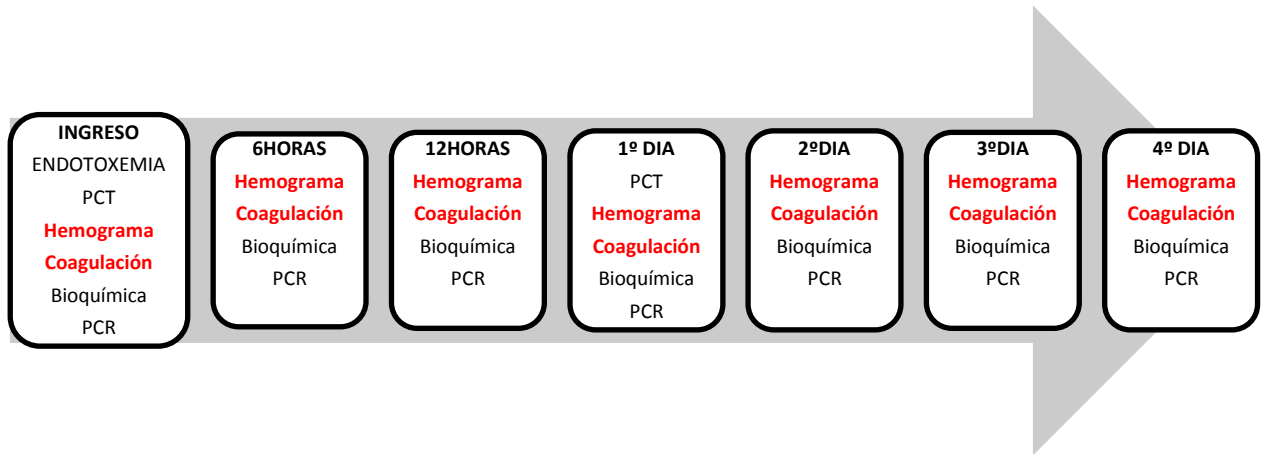 INGRESO
ENDOTOXEMIA
PCT
Hemograma
Coagulación
Bioquímica
PCR
6HORAS
Hemograma
Coagulación
Bioquímica
PCR
12HORAS
Hemograma
Coagulación
Bioquímica
PCR
1º DIA
PCT
Hemograma
Coagulación
Bioquímica
PCR
2ºDIA
Hemograma
Coagulación
Bioquímica
PCR
3ºDIA
Hemograma
Coagulación
Bioquímica
PCR
4º DIA
Hemograma
Coagulación
Bioquímica
PCR